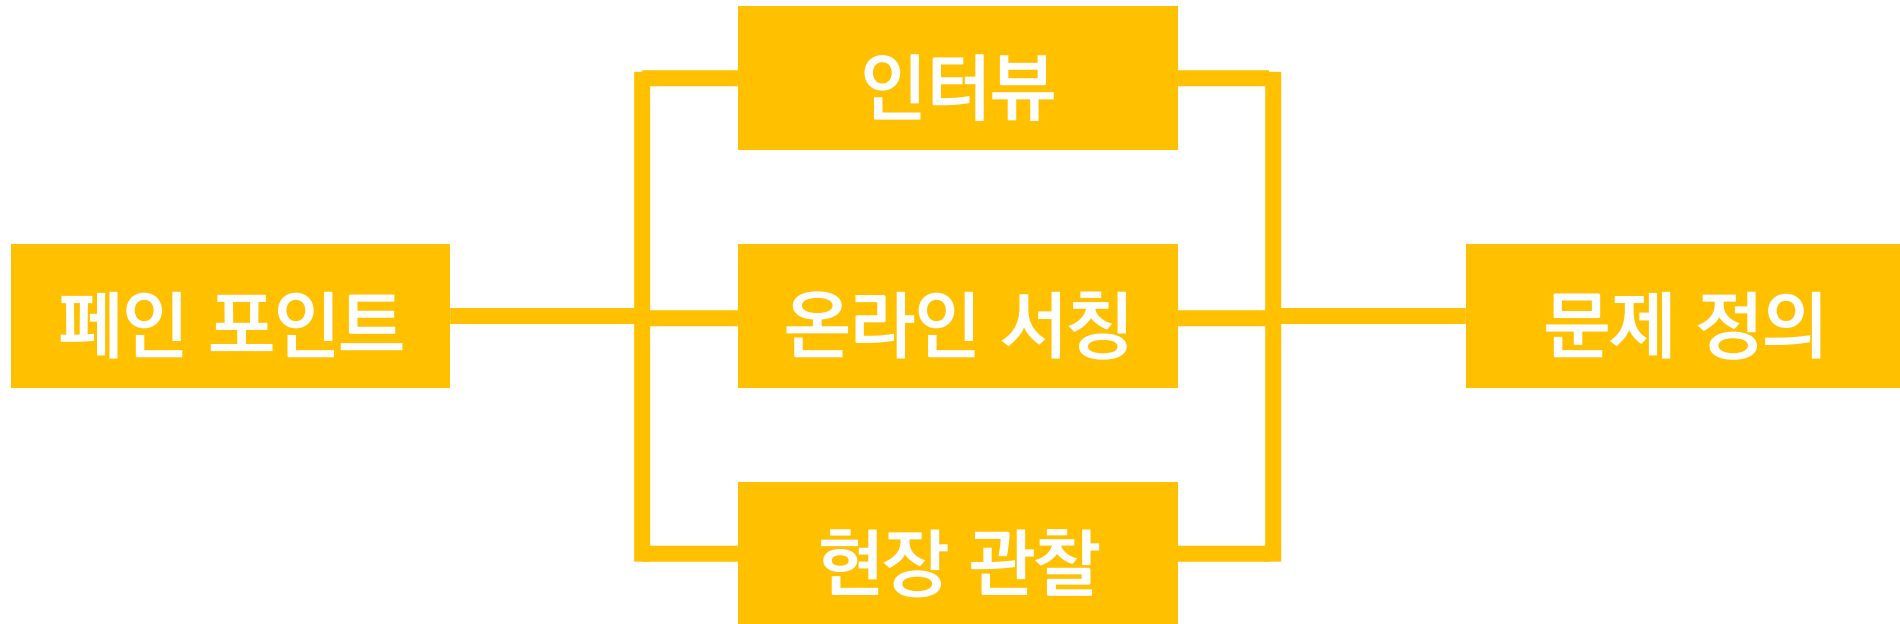 인터뷰
페인 포인트
온라인 서칭
문제 정의
현장 관찰